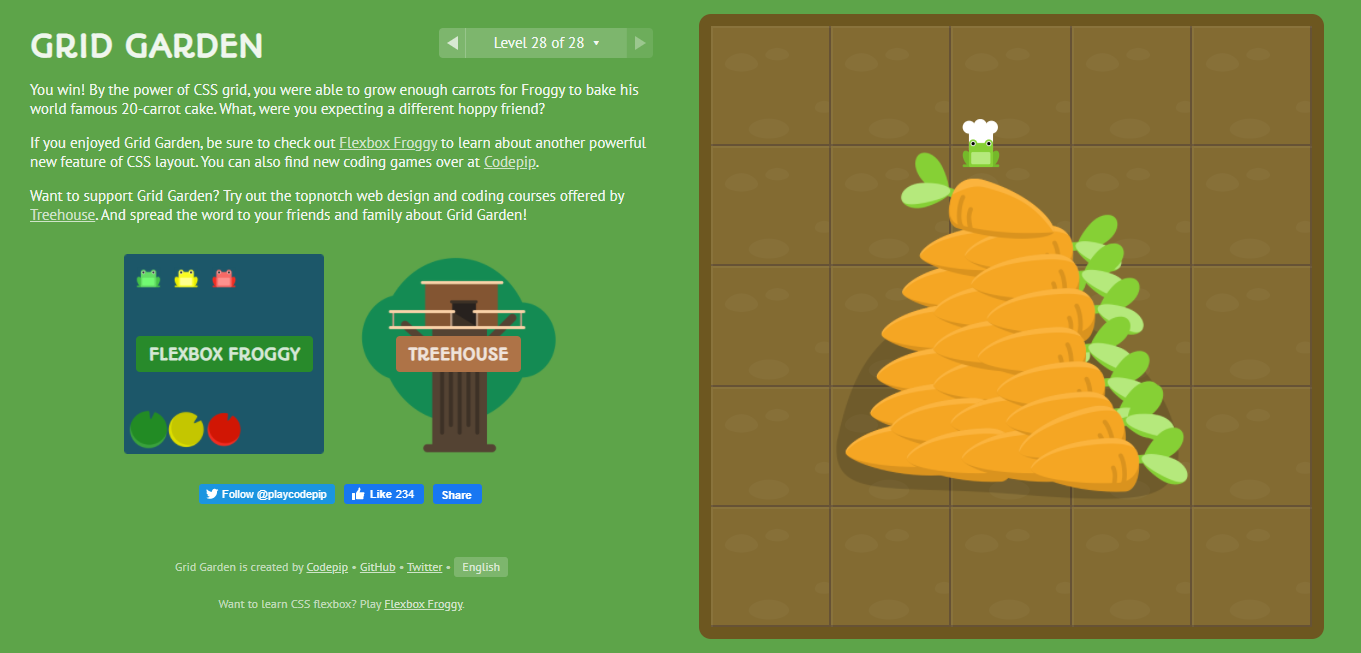 GRID GARDEN
Level 28 of 28
You win! By the power of CSS grid, you were able to grow enough carrots for Froggy to bake his
world famous 20-carrot cake. What, were you expecting a different hoppy friend?
If you enjoyed Grid Garden, be sure to check out Flexbox Froggy to learn about another powerful
new feature of CSS layout. You can also find new coding games over at Codepip.
Want to support Grid Garden? Try out the topnotch web design and coding courses offered by
Treehouse. And spread the word to your friends and family about Grid Garden!
FLEXBOX FROGGY
TREEHOUSE
Follow @playcodepip
Like 234
Share
Grid Garden is created by Codepip • GitHub • Twitter • English
Want to learn CSS flexbox? Play Flexbox Froggy.